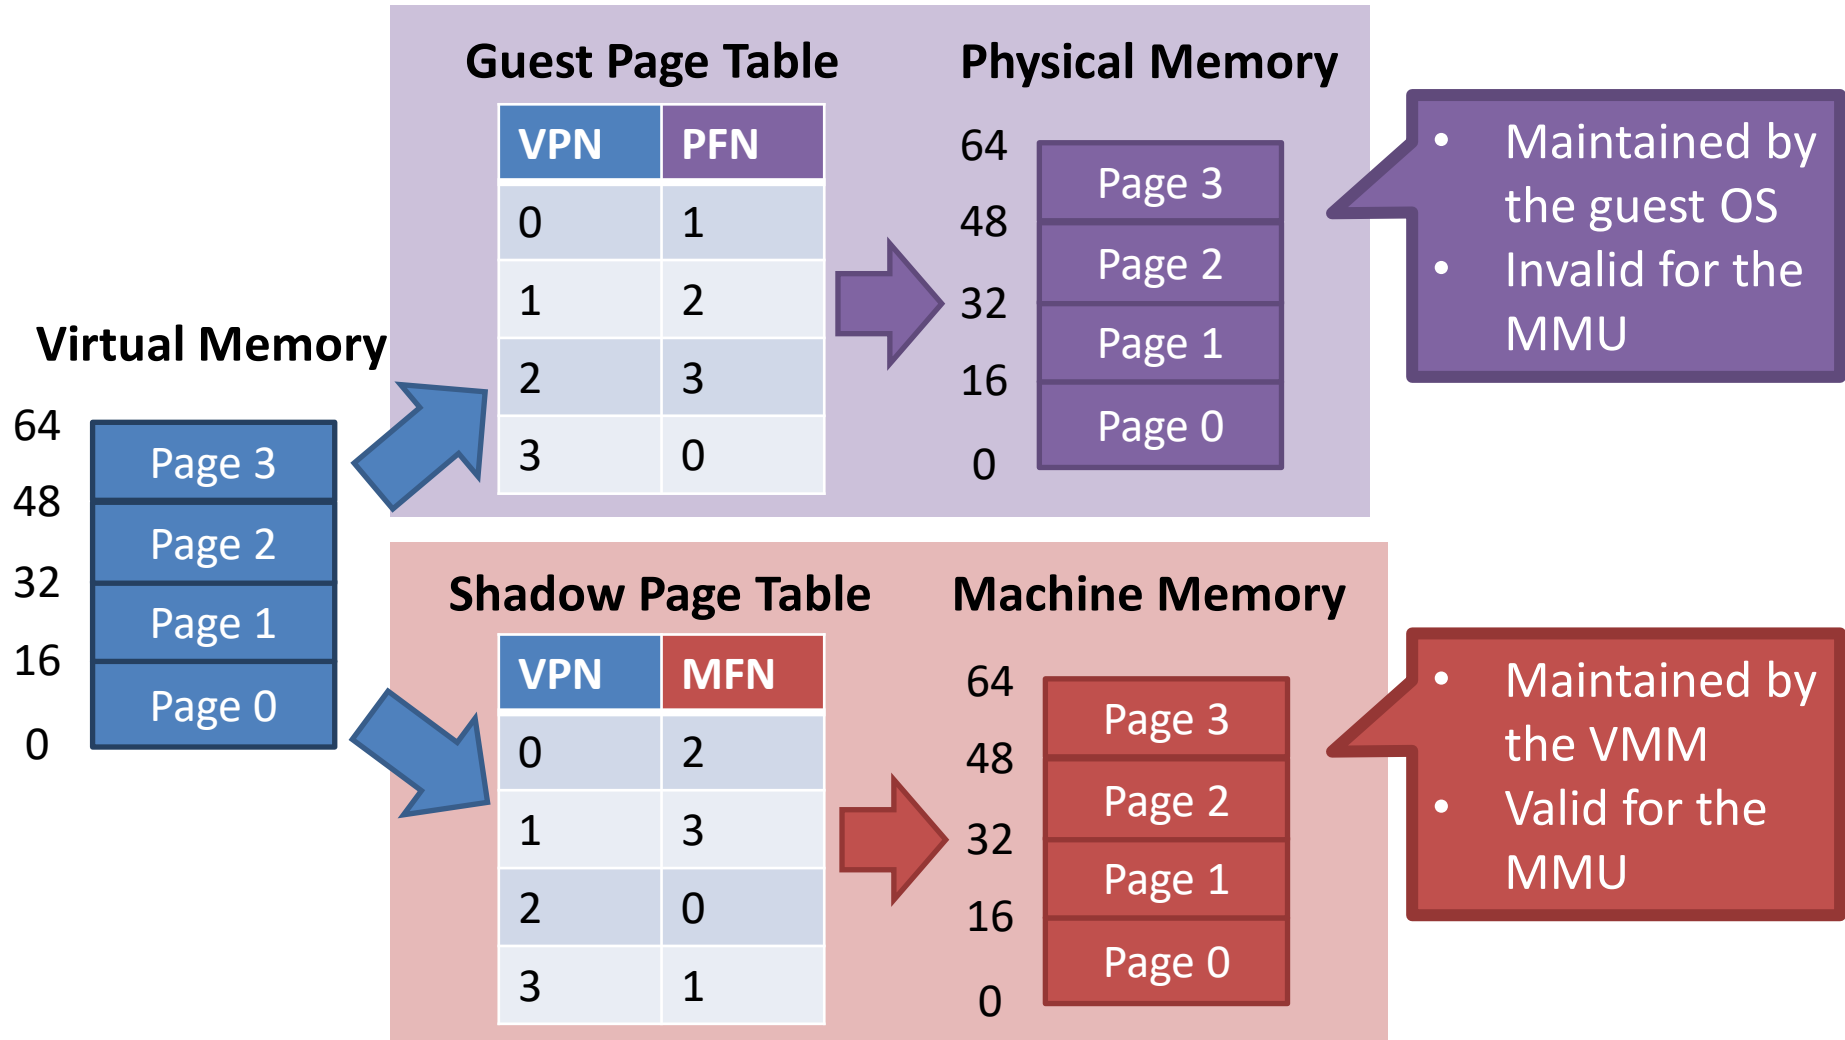 Virtual Memory
64
Page 3
48
Page 2
32
Page 1
16
Page 0
0
Guest Page Table
VPN PFN
0 1
1 2
2 3
3 0
Physical Memory
64
Page 3
48
Page 2
32
Page 1
16
Page 0
0
• Maintained by
the guest OS
• Invalid for the
MMU
Shadow Page Table
VPN MFN
0 2
1 3
2 0
3 1
Machine Memory
64
Page 3
48
Page 2
32
Page 1
16
Page 0
0
• Maintained by
the VMM
• Valid for the
MMU